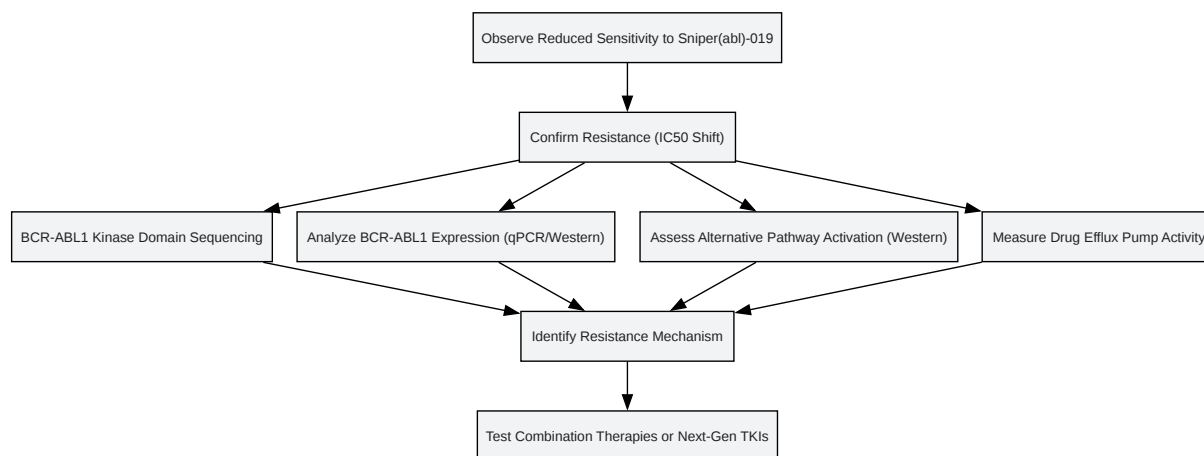 Observe Reduced Sensitivity to Sniper(abl)-019
Confirm Resistance (IC50 Shift)
BCR-ABL1 Kinase Domain Sequencing
Analyze BCR-ABL1 Expression (qPCR/Western)
Assess Alternative Pathway Activation (Western)
Measure Drug Efflux Pump Activity
Identify Resistance Mechanism
Test Combination Therapies or Next-Gen TKIs